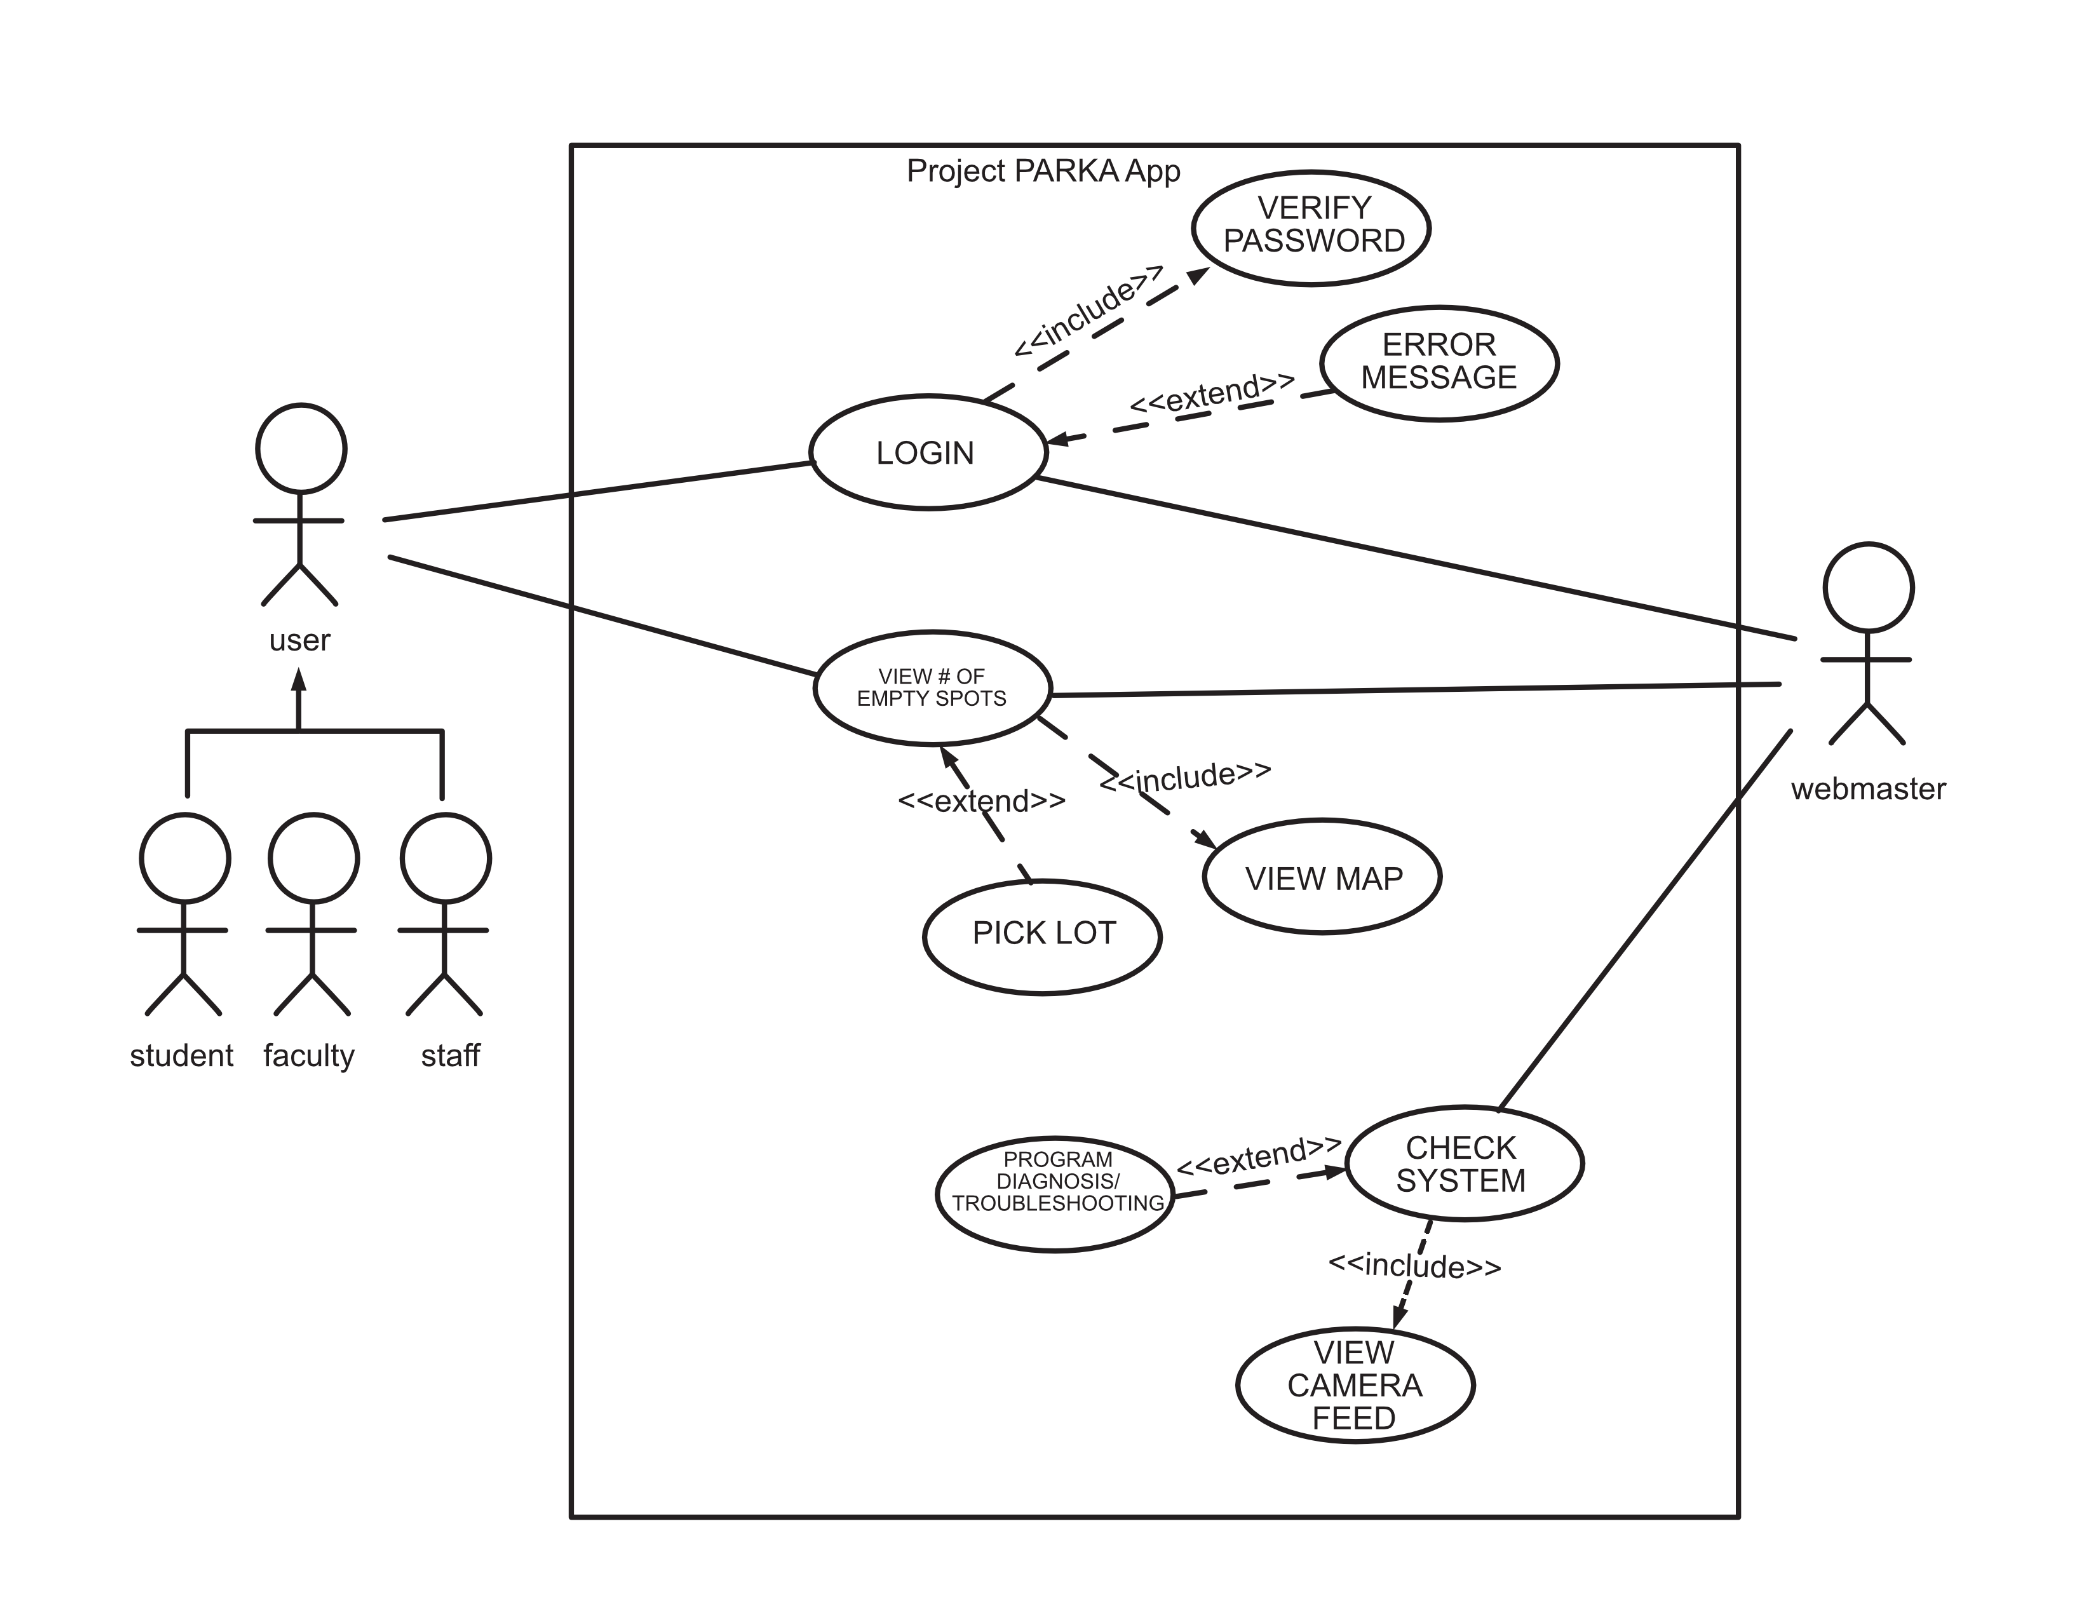 Project PARKA App
VERIFY
PASSWORD
<<include>>
ERROR
MESSAGE
<<extend>>
LOGIN
user
VIEW # OF
EMPTY SPOTS
<<include>>
<<extend>>
webmaster
VIEW MAP
PICK LOT
student
faculty
staff
PROGRAM
DIAGNOSIS/
TROUBLESHOOTING
<<extend>>
CHECK
SYSTEM
<<include>>
VIEW
CAMERA
FEED